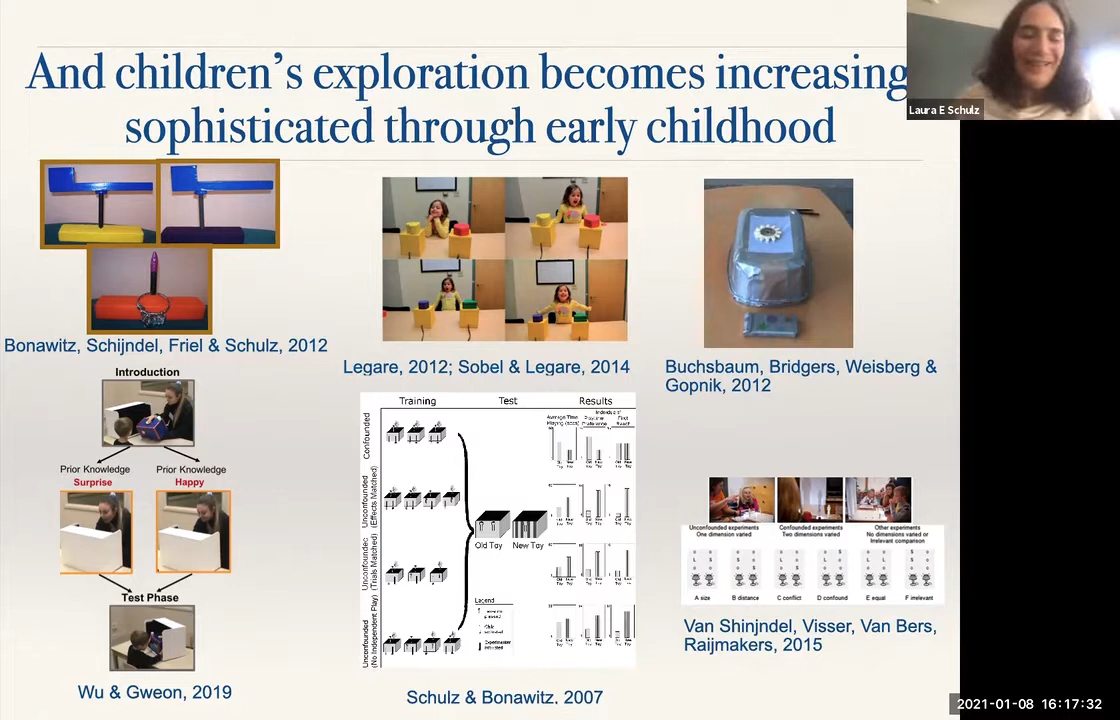 And children's exploration becomes increasing
sophisticated through early childhood
Laura E Schulz
Bonawitz, Schijndel, Friel & Schulz, 2012
Legare, 2012; Sobel & Legare, 2014
Buchsbaum, Bridgers, Weisberg &
Gopnik, 2012
Introduction
Prior Knowledge
Surprise
Prior Knowledge
Happy
Test Phase
Wu & Gweon, 2019
Training
Test
Results
Confounded
Unconfounded
(Effects Matched)
Unconfounded
(Trials Matched)
Unconfounded
(No Independent Play)
Average Time
Playing (secs)
Old Toy
New Toy
Legend
Schulz & Bonawitz. 2007
Unconfounded experiments
One dimension varied
Confounded experiments
Two dimensions varied
Other experiments
No dimensions varied or
Irrelevant comparison
A size
B distance
C conflict
D confound
E equal
F irrelevant
Van Shinjndel, Visser, Van Bers,
Raijmakers, 2015
2021-01-08 16:17:32